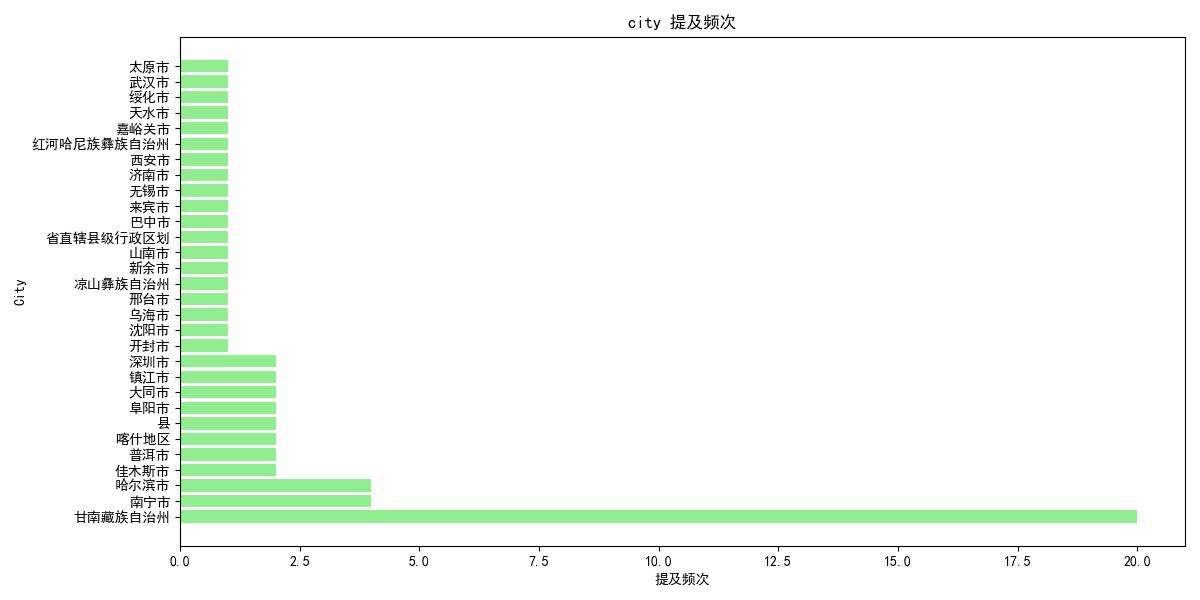 city 提及频次
太原市
武汉市
绥化市
天水市
嘉峪关市
红河哈尼族彝族自治州
西安市
济南市
无锡市
来宾市
巴中市
省直辖县级行政区划
山南市
新余市
凉山彝族自治州
邢台市
乌海市
沈阳市
开封市
深圳市
镇江市
大同市
阜阳市
县
喀什地区
普洱市
佳木斯市
哈尔滨市
南宁市
甘南藏族自治州
City
0.0 2.5 5.0 7.5 10.0 12.5 15.0 17.5 20.0
提及频次